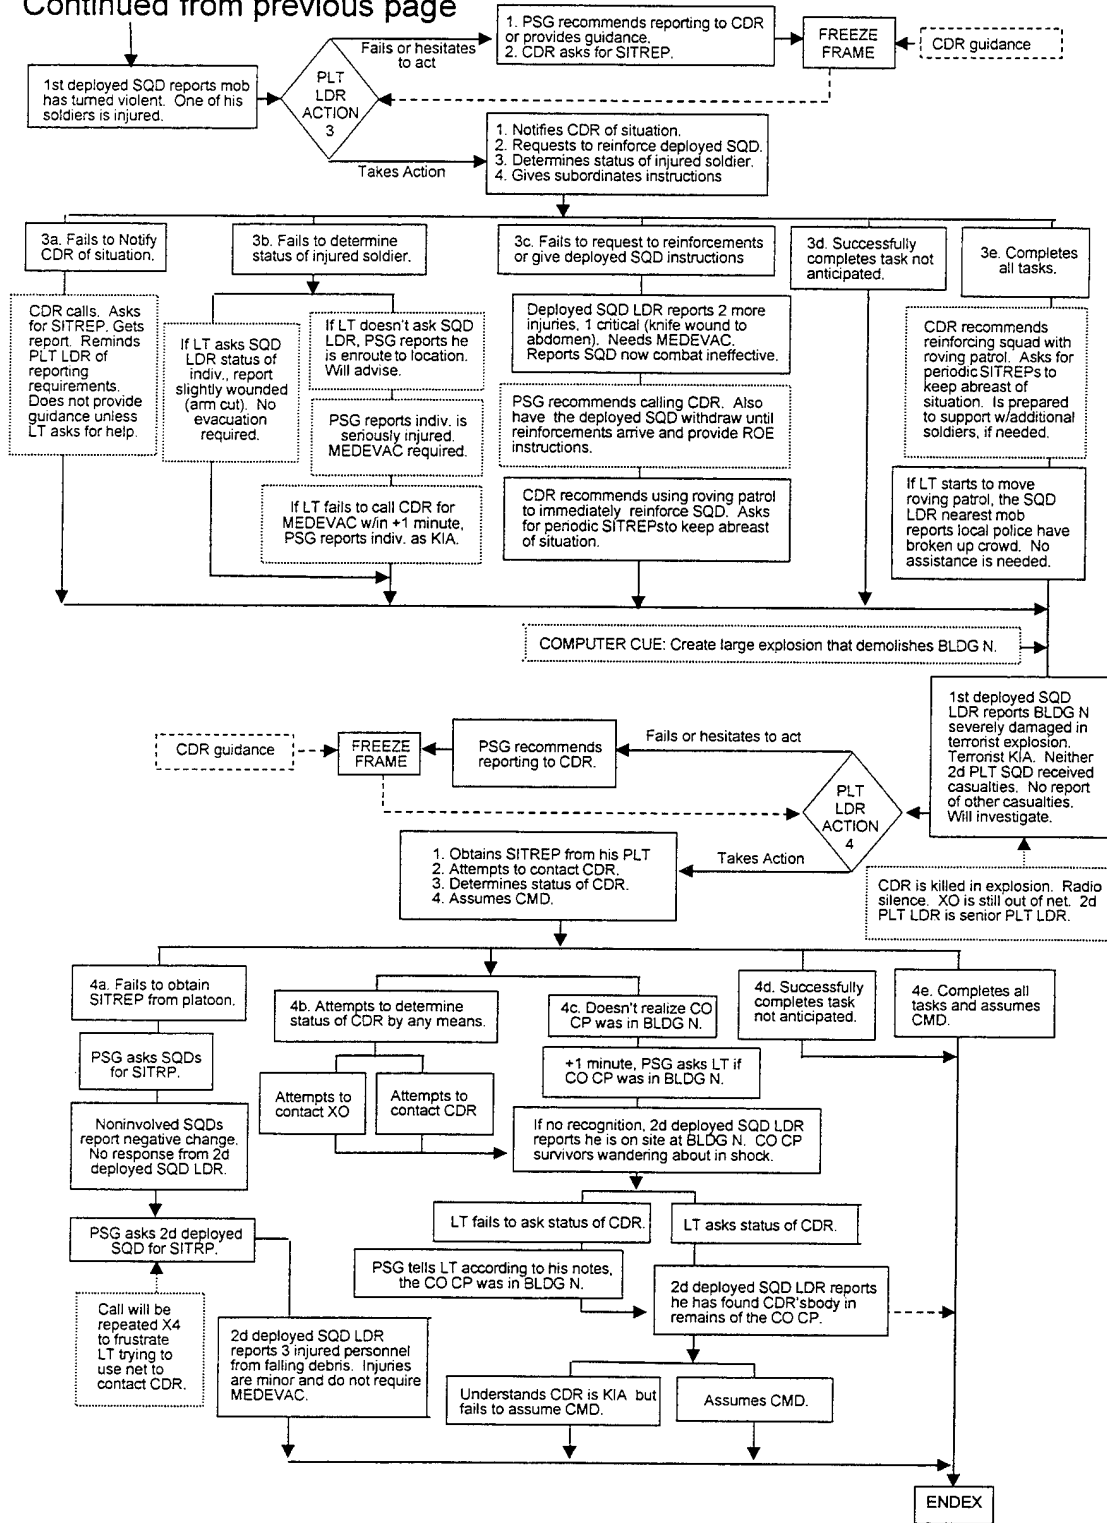 Continued from previous page
1. PSG recommends reporting to CDR
or provides guidance.
2. CDR asks for SITREP.
FREEZE
FRAME
CDR guidance
Fails or hesitates
to act
1st deployed SQD reports mob
has turned violent. One of his
soldiers is injured.
PLT
LDR
ACTION
3
Takes Action
1. Notifies CDR of situation.
2. Requests to reinforce deployed SQD.
3. Determines status of injured soldier.
4. Gives subordinates instructions
3a. Fails to Notify
CDR of situation.
3b. Fails to determine
status of injured soldier.
3c. Fails to request to reinforcements
or give deployed SQD instructions
3d. Successfully
completes task not
anticipated.
3e. Completes
all tasks.
CDR calls. Asks
for SITREP. Gets
report. Reminds
PLT LDR of
reporting
requirements.
Does not provide
guidance unless
LT asks for help.
If LT asks SQD
LDR status of
indiv., report
slightly wounded
(arm cut). No
evacuation
required.
If LT doesn't ask SQD
LDR, PSG reports he
is enroute to location.
Will advise.
PSG reports indiv. is
seriously injured.
MEDEVAC required.
If LT fails to call CDR for
MEDEVAC w/in +1 minute,
PSG reports indiv. as KIA.
Deployed SQD LDR reports 2 more
injuries, 1 critical (knife wound to
abdomen). Needs MEDEVAC.
Reports SQD now combat ineffective.
PSG recommends calling CDR. Also
have the deployed SQD withdraw until
reinforcements arrive and provide ROE
instructions.
CDR recommends using roving patrol
to immediately reinforce SQD. Asks
for periodic SITREPsto keep abreast
of situation.
CDR recommends
reinforcing squad with
roving patrol. Asks for
periodic SITREPs to
keep abreast of
situation. Is prepared
to support w/additional
soldiers, if needed.
If LT starts to move
roving patrol, the SQD
LDR nearest mob
reports local police have
broken up crowd. No
assistance is needed.
COMPUTER CUE: Create large explosion that demolishes BLDG N.
1st deployed SQD
LDR reports BLDG N
severely damaged in
terrorist explosion.
Terrorist KIA. Neither
2d PLT SQD received
casualties. No report
of other casualties.
Will investigate.
CDR guidance
FREEZE
FRAME
PSG recommends
reporting to CDR.
Fails or hesitates to act
PLT
LDR
ACTION
4
Takes Action
1. Obtains SITREP from his PLT
2. Attempts to contact CDR.
3. Determines status of CDR.
4. Assumes CMD.
CDR is killed in explosion. Radio
silence. XO is still out of net. 2d
PLT LDR is senior PLT LDR.
4a. Fails to obtain
SITREP from platoon.
4b. Attempts to determine
status of CDR by any means.
4c. Doesn't realize CO
CP was in BLDG N.
4d. Successfully
completes task
not anticipated.
4e. Completes all
tasks and assumes
CMD.
PSG asks SQDs
for SITRP.
Noninvolved SQDs
report negative change.
No response from 2d
deployed SQD LDR.
PSG asks 2d deployed
SQD for SITRP.
Call will be
repeated X4
to frustrate
LT trying to
use net to
contact CDR.
2d deployed SQD LDR
reports 3 injured personnel
from falling debris. Injuries
are minor and do not require
MEDEVAC.
Attempts to
contact XO
Attempts to
contact CDR
+1 minute, PSG asks LT if
CO CP was in BLDG N.
If no recognition, 2d deployed SQD LDR
reports he is on site at BLDG N. CO CP
survivors wandering about in shock.
LT fails to ask status of CDR.
LT asks status of CDR.
PSG tells LT according to his notes,
the CO CP was in BLDG N.
2d deployed SQD LDR reports
he has found CDR'sbody in
remains of the CO CP.
Understands CDR is KIA but
fails to assume CMD.
Assumes CMD.
ENDEX